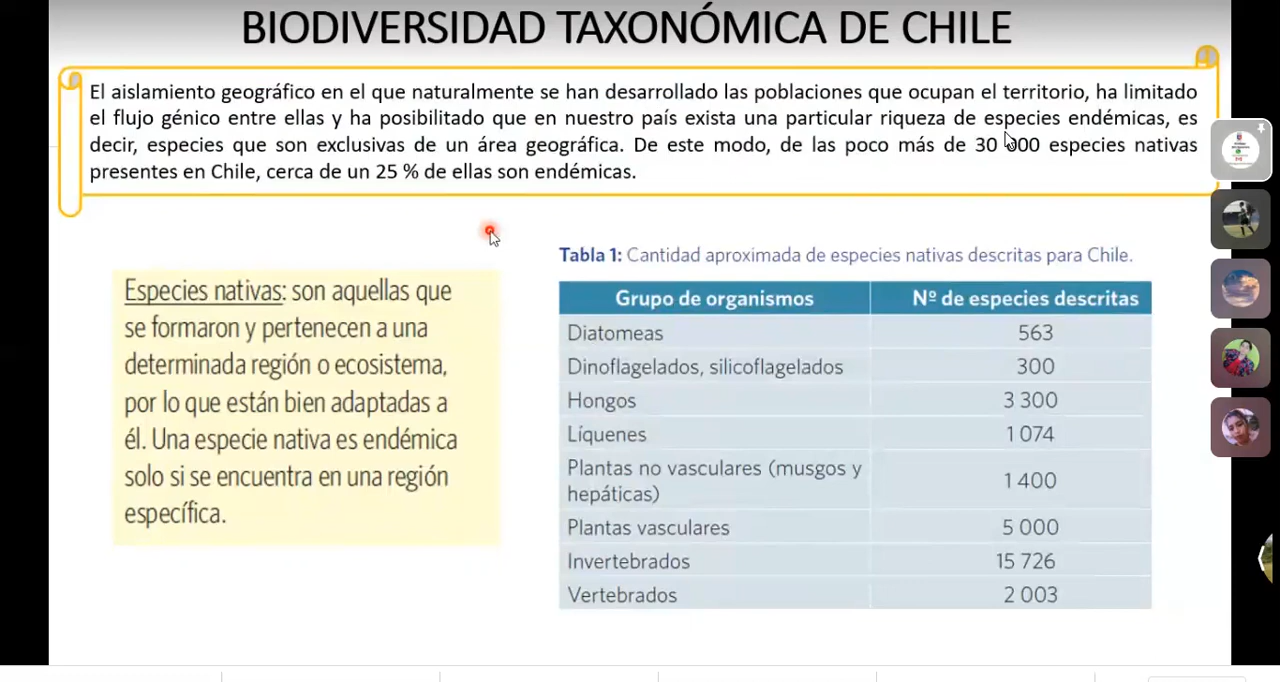 BIODIVERSIDAD TAXONÓMICA DE CHILE
El aislamiento geográfico en el que naturalmente se han desarrollado las poblaciones que ocupan el territorio, ha limitado
el flujo génico entre ellas y ha posibilitado que en nuestro país exista una particular riqueza de especies endémicas, es
decir, especies que son exclusivas de un área geográfica. De este modo, de las poco más de 30 000 especies nativas
presentes en Chile, cerca de un 25 % de ellas son endémicas.
Especies nativas: son aquellas que
se formaron y pertenecen a una
determinada región o ecosistema,
por lo que están bien adaptadas a
él. Una especie nativa es endémica
solo si se encuentra en una región
específica.
Tabla 1: Cantidad aproximada de especies nativas descritas para Chile.
Grupo de organismos Nº de especies descritas
Diatomeas 563
Dinoflagelados, silicoflagelados 300
Hongos 3 300
Líquenes 1 074
Plantas no vasculares (musgos y
hepáticas) 1 400
Plantas vasculares 5 000
Invertebrados 15 726
Vertebrados 2 003